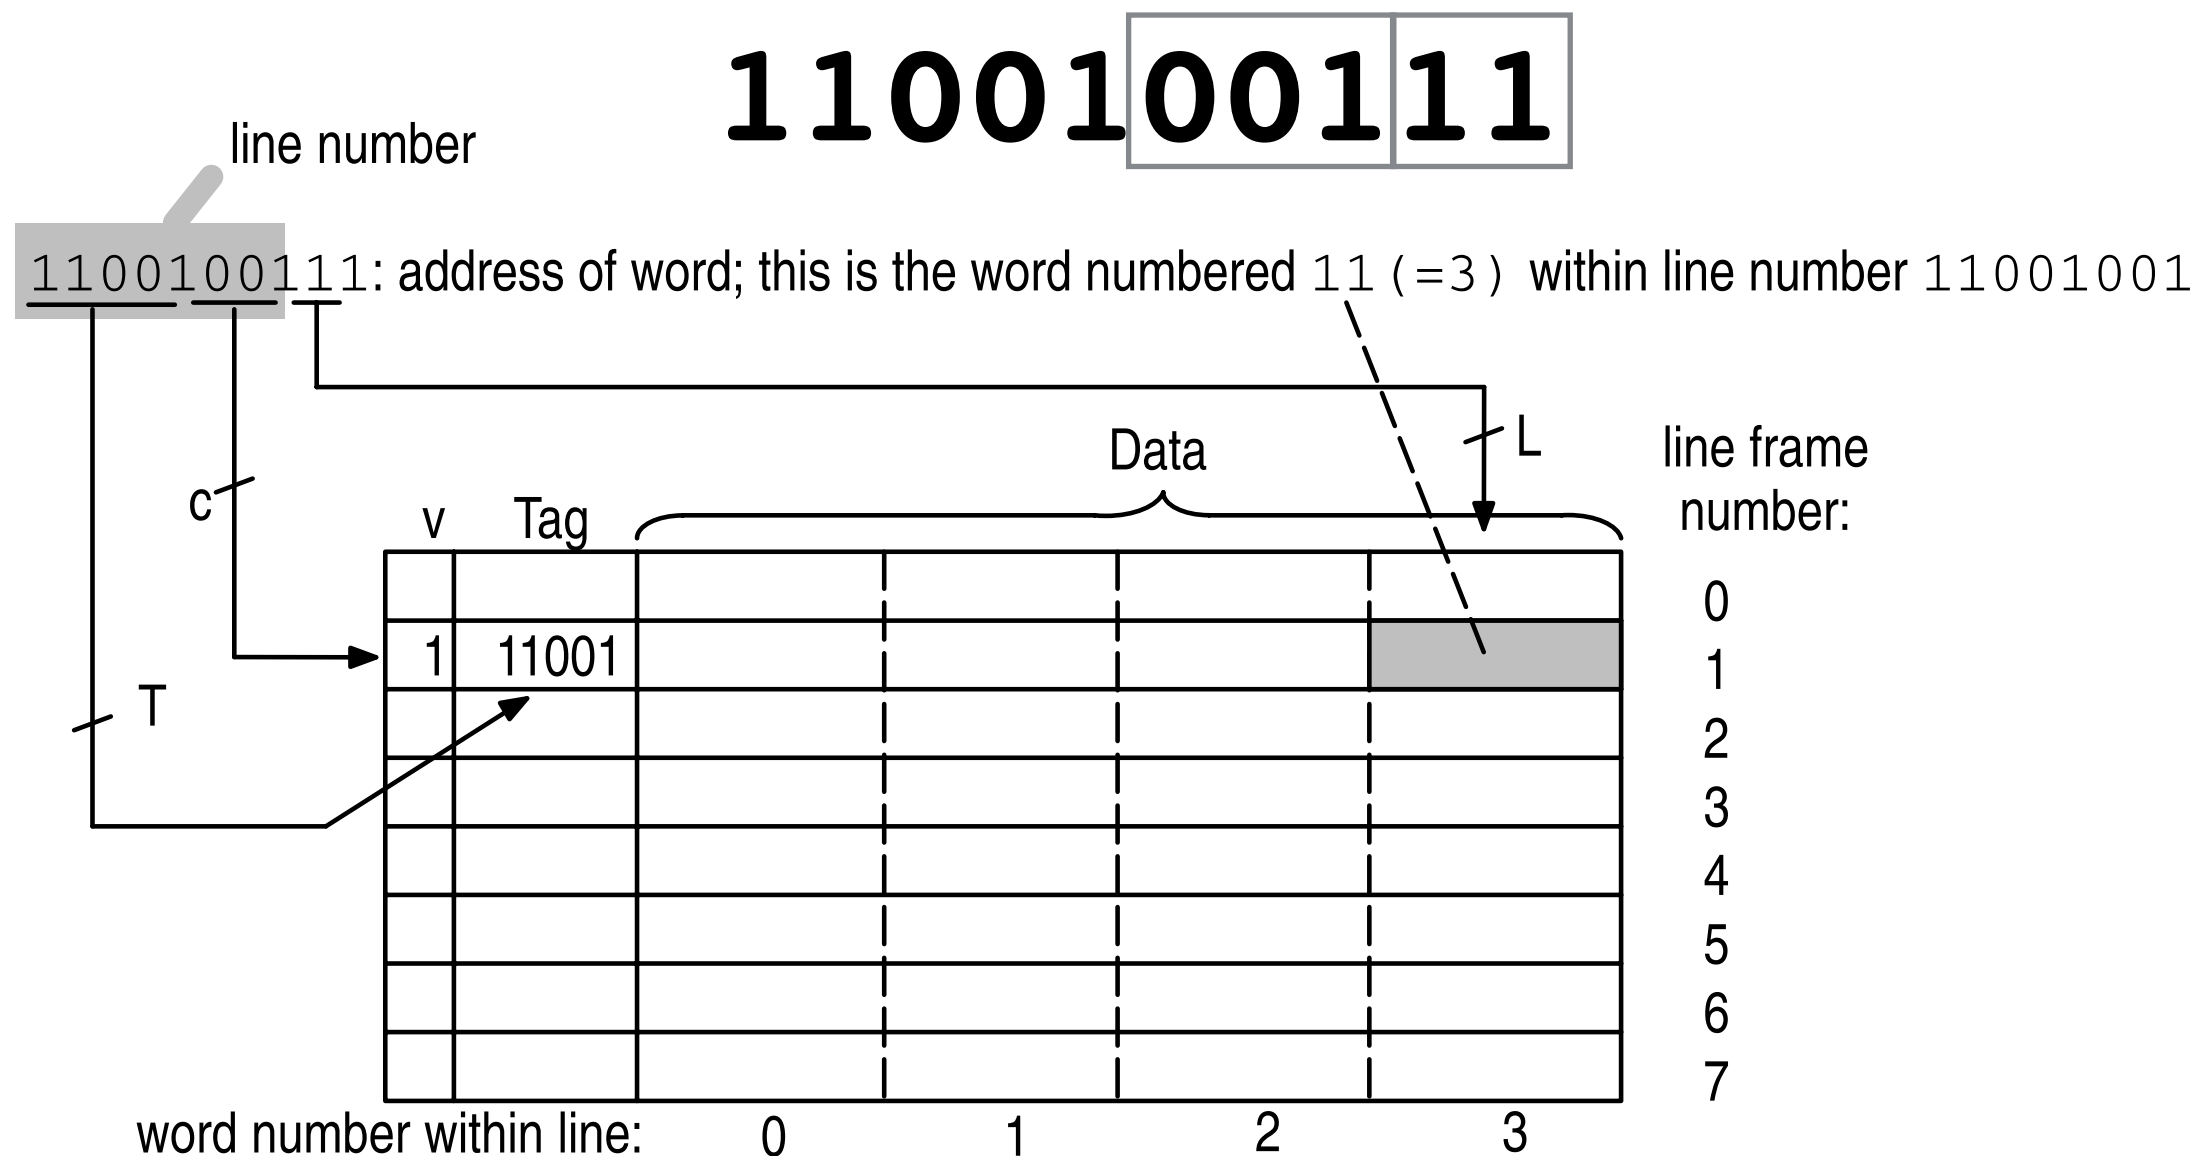 1100100111
line number
1100100111: address of word; this is the word numbered 11(=3) within line number 11001001
L
Data
line frame
number:
c
v Tag
0
1 11001 1
T
2
3
4
5
6
7
word number within line: 0 1 2 3